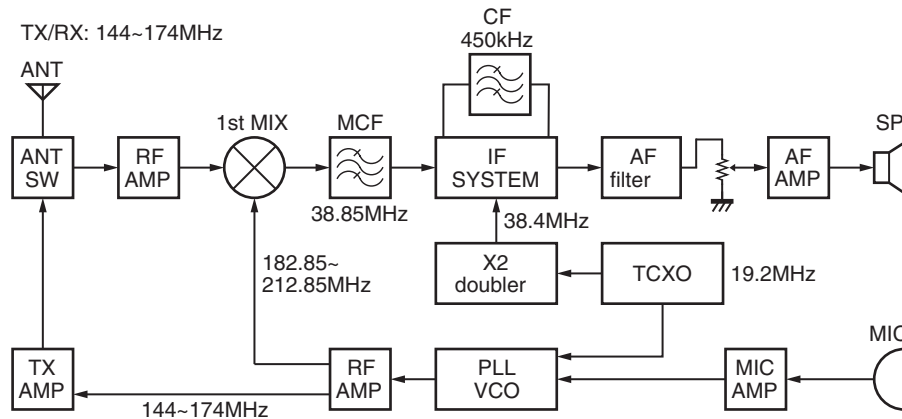 TX/RX: 144~174MHz
ANT
CF
450kHz
1st MIX
MCF
SP
ANT
SW
RF
AMP
IF
SYSTEM
AF
filter
AF
AMP
38.85MHz
38.4MHz
182.85~
212.85MHz
X2
doubler
TCXO
19.2MHz
MIC
TX
AMP
RF
AMP
PLL
VCO
MIC
AMP
144~174MHz